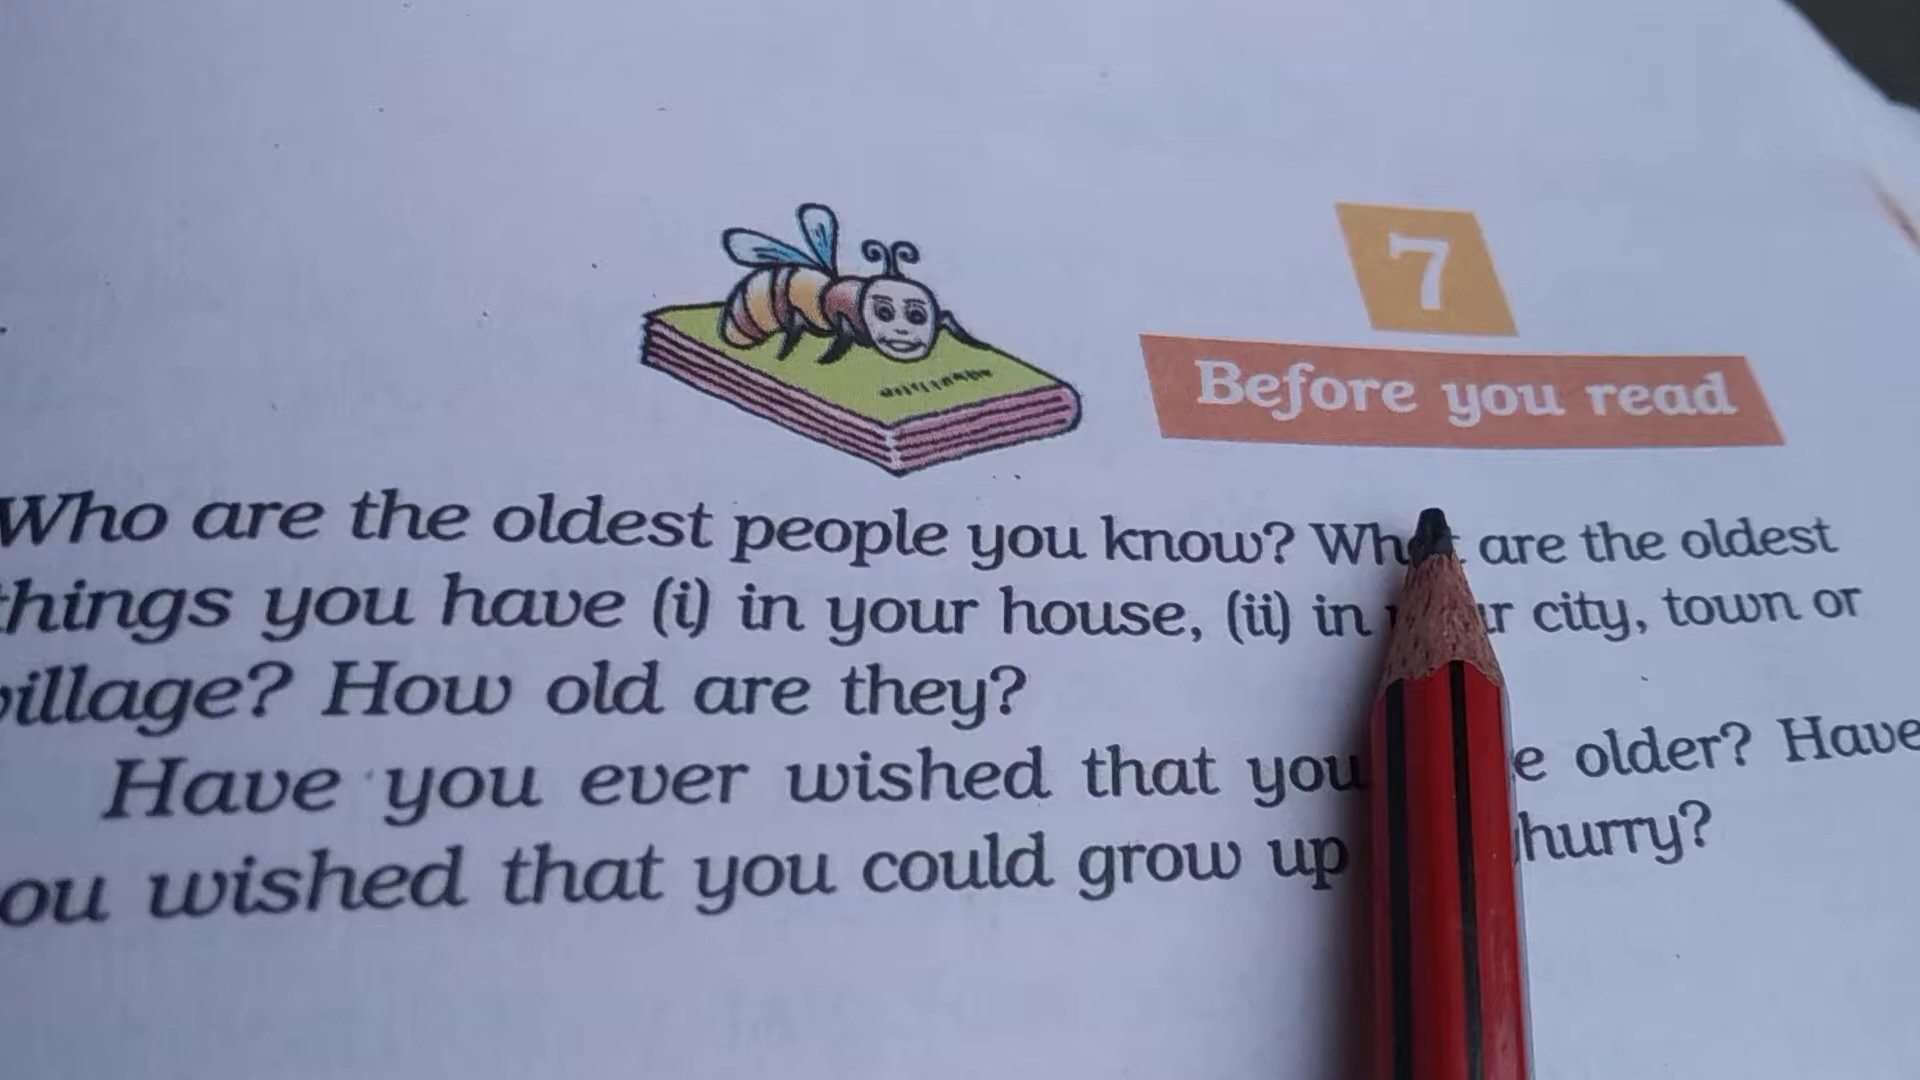 7
Before you read
Who are the oldest people you know? What are the oldest
things you have (i) in your house, (ii) in your city, town or
village? How old are they?
Have you ever wished that you older? Have
you wished that you could grow up hurry?